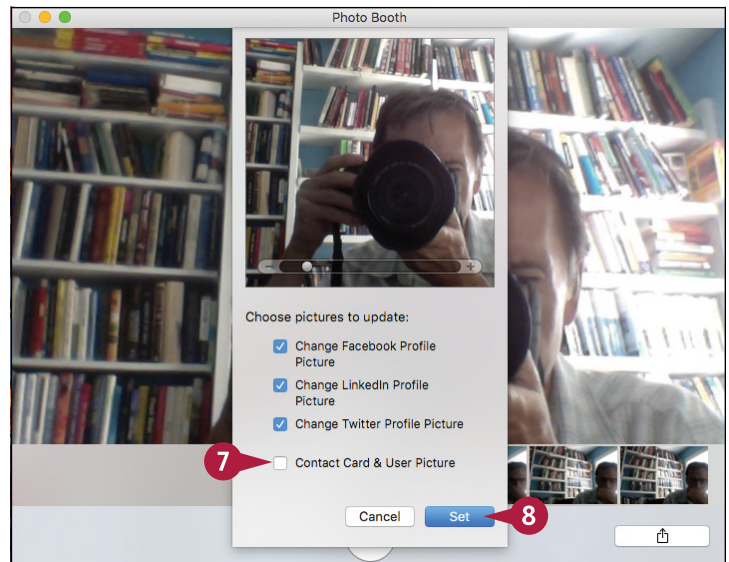 Photo Booth
Choose pictures to update:
Change Facebook Profile
Picture
Change LinkedIn Profile
Picture
Change Twitter Profile Picture
7
Contact Card & User Picture
Cancel
Set
8